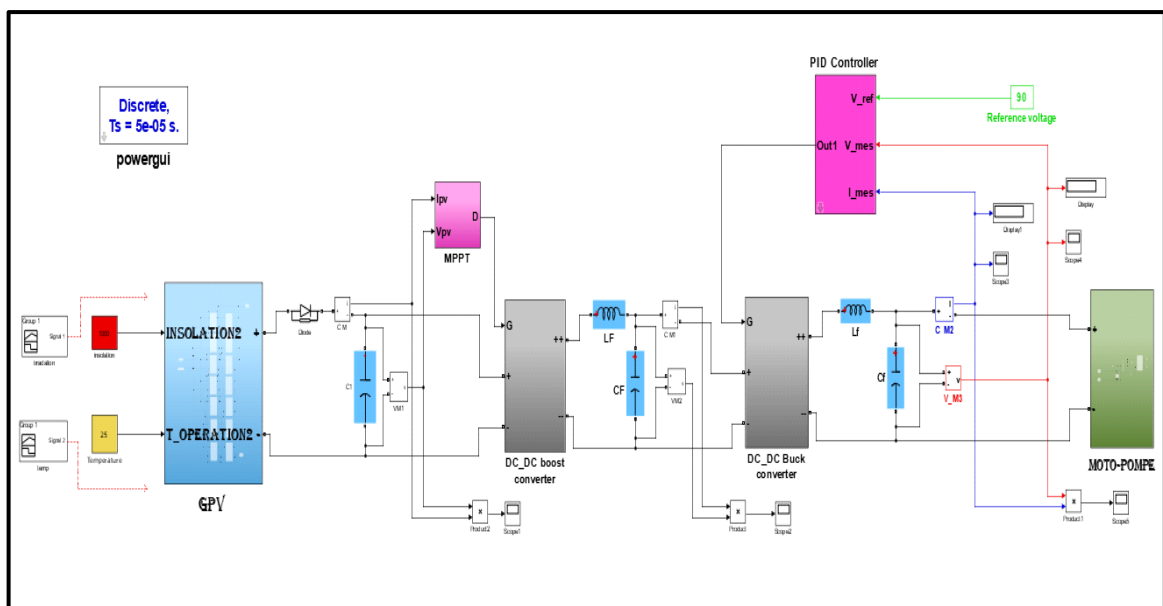 PID Controller
Discrete,
Ts = 5e-05 s.
powergui
V_ref
90
Reference voltage
Out1
V_mes
I_mes
Display
Display1
Scope4
Scope3
Ipv
Vpv
D
MPPT
Group 1
Signal 1
Insolation
INSOLATION2
+
Diode
C M
C1
+
-
v
VM1
G
++
+
--
-
DC_DC boost
converter
LF
CF
C M1
VM2
G
++
+
--
-
DC_DC Buck
converter
Lf
Cf
C M2
V_M3
+
-
MOTO-POMPE
Group 1
Signal 2
temp
25
Temperature
T_OPERATION2 -
GPV
×
Product2
Scope1
×
Product
Scope2
×
Product1
Scope5